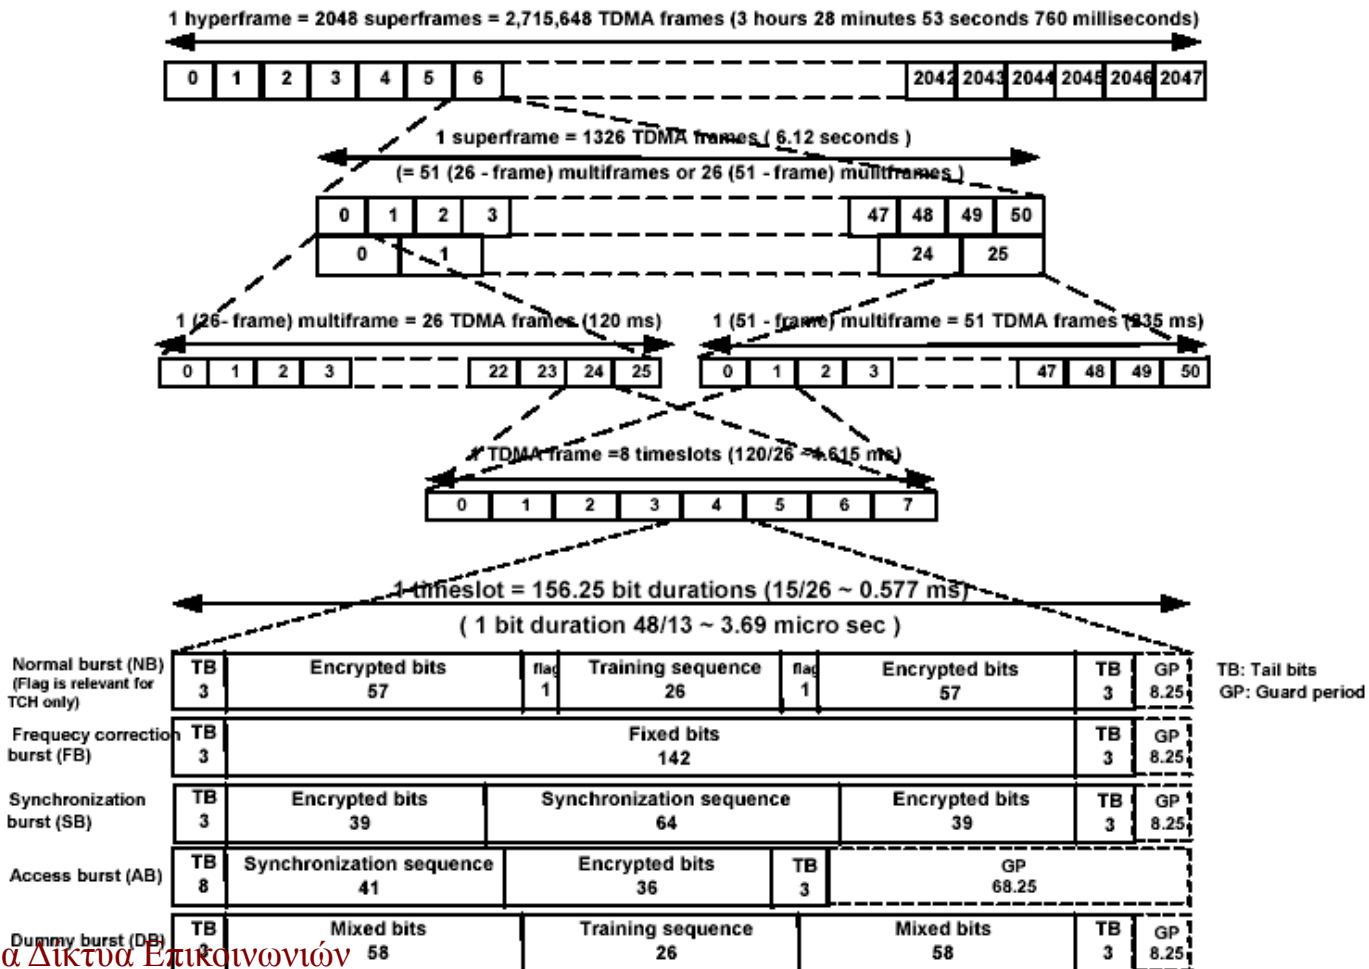 1 hyperframe = 2048 superframes = 2,715,648 TDMA frames (3 hours 28 minutes 53 seconds 760 milliseconds)
0 1 2 3 4 5 6 2042 2043 2044 2045 2046 2047
1 superframe = 1326 TDMA frames ( 6.12 seconds )
(= 51 (26 - frame) multiframes or 26 (51 - frame) multiframes )
0 1 2 3 47 48 49 50
0 1 24 25
1 (26- frame) multiframe = 26 TDMA frames (120 ms) 1 (51 - frame) multiframe = 51 TDMA frames (235 ms)
0 1 2 3 22 23 24 25 0 1 2 3 47 48 49 50
1 TDMA frame =8 timeslots (120/26 ~4.615 ms)
0 1 2 3 4 5 6 7
1 timeslot = 156.25 bit durations (15/26 ~ 0.577 ms)
( 1 bit duration 48/13 ~ 3.69 micro sec )
Normal burst (NB) TB Encrypted bits flag Training sequence flag Encrypted bits TB GP TB: Tail bits
(Flag is relevant for 3 57 1 26 1 57 3 8.25 GP: Guard period
TCH only)
Frequecy correction TB Fixed bits TB GP
burst (FB) 3 142 3 8.25
Synchronization TB Encrypted bits Synchronization sequence Encrypted bits TB GP
burst (SB) 3 39 64 39 3 8.25
Access burst (AB) TB Synchronization sequence Encrypted bits TB GP
8 41 36 3 68.25
Dummy burst (DB) TB Mixed bits Training sequence Mixed bits TB GP
3 58 26 58 3 8.25
α Δίκτυα Επικοινωνιών